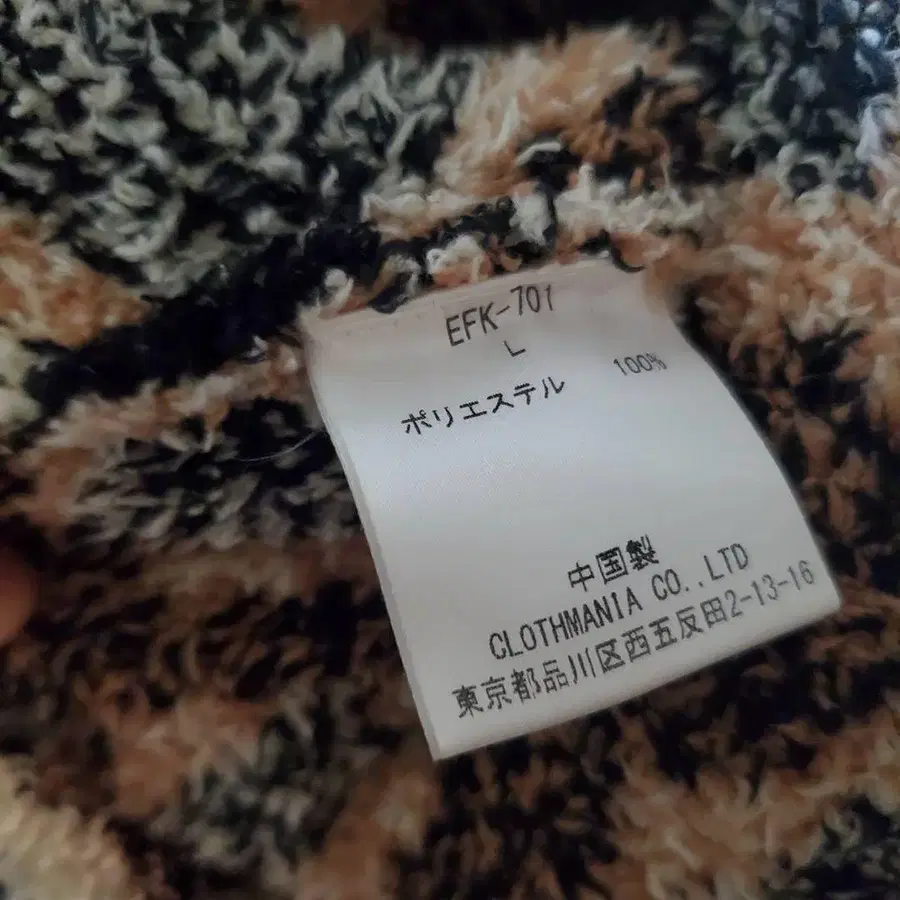 EFK-701
L
ポリエステル 100%
中国製
CLOTHMANIA CO.,LTD
東京都品川区西五反田2-13-16